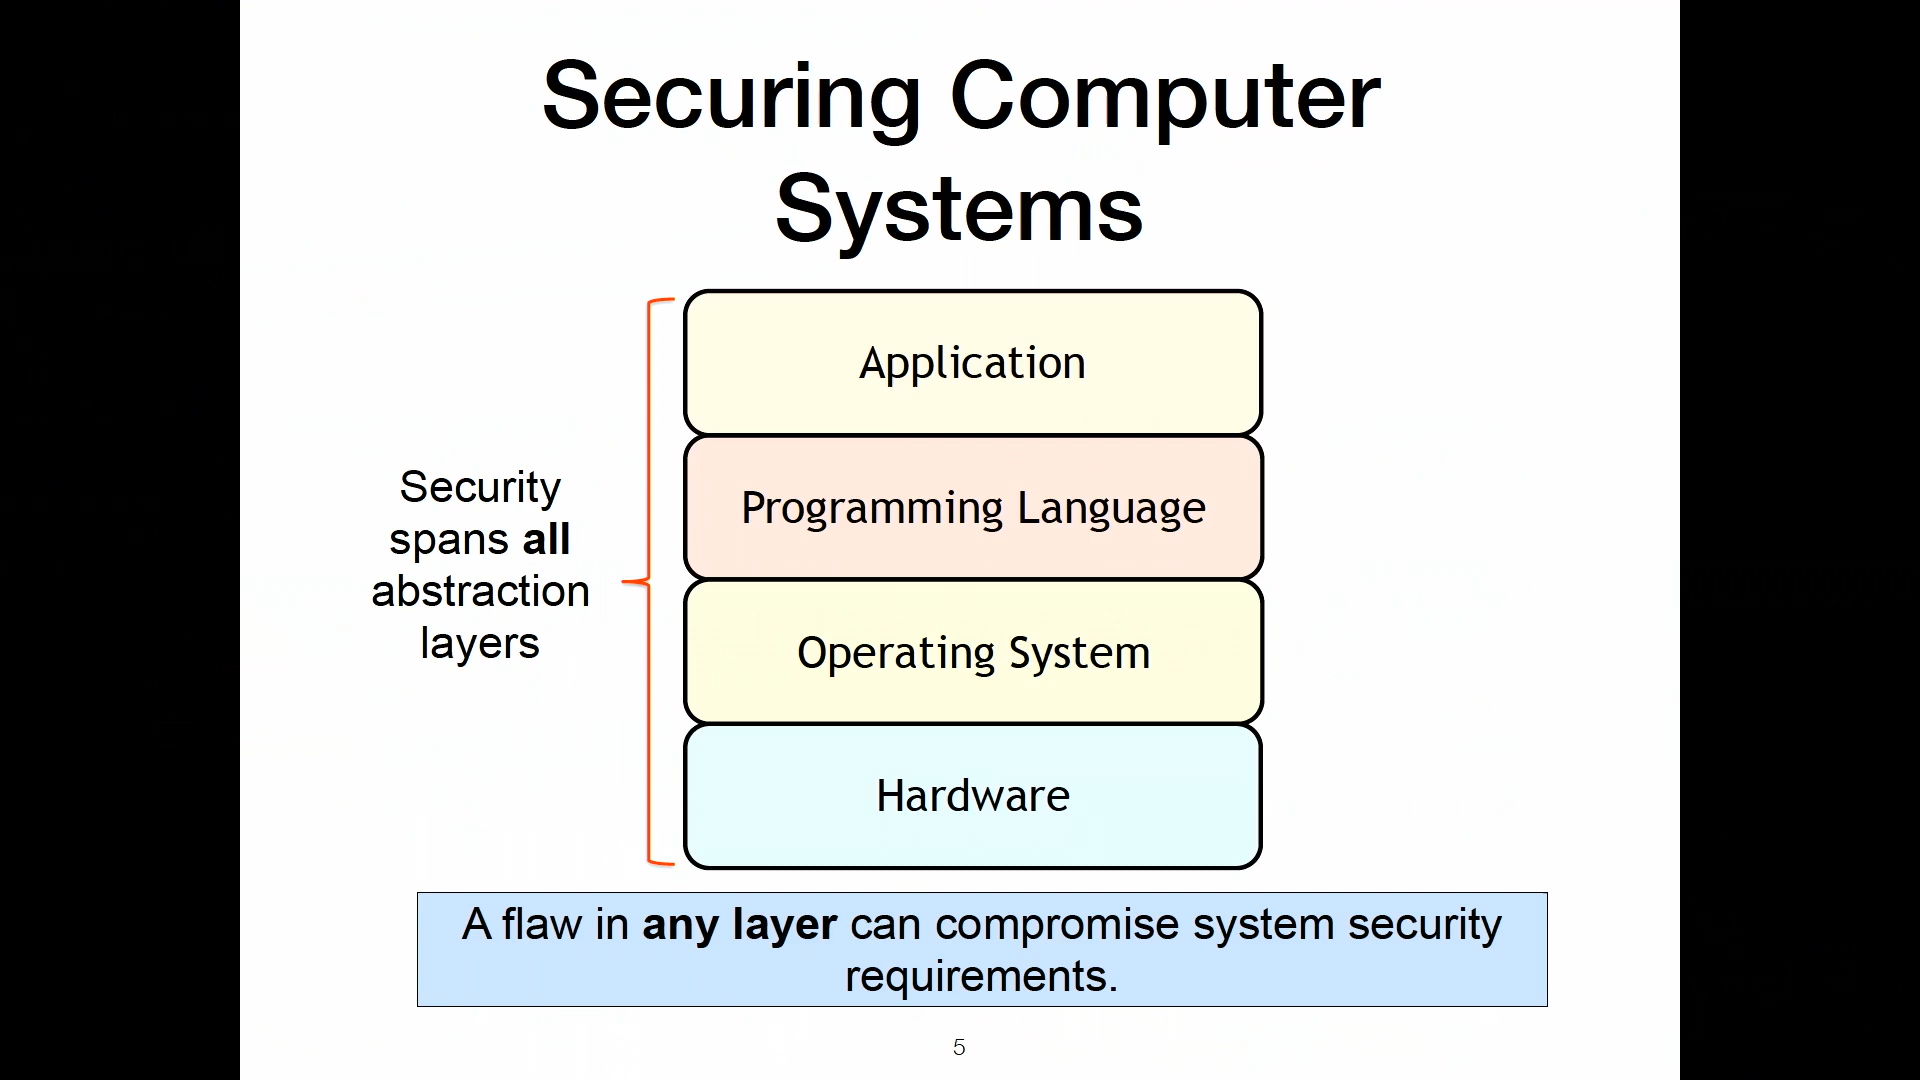 Securing Computer
Systems
Application
Programming Language
Operating System
Hardware
Security
spans all
abstraction
layers
A flaw in any layer can compromise system security
requirements.
5